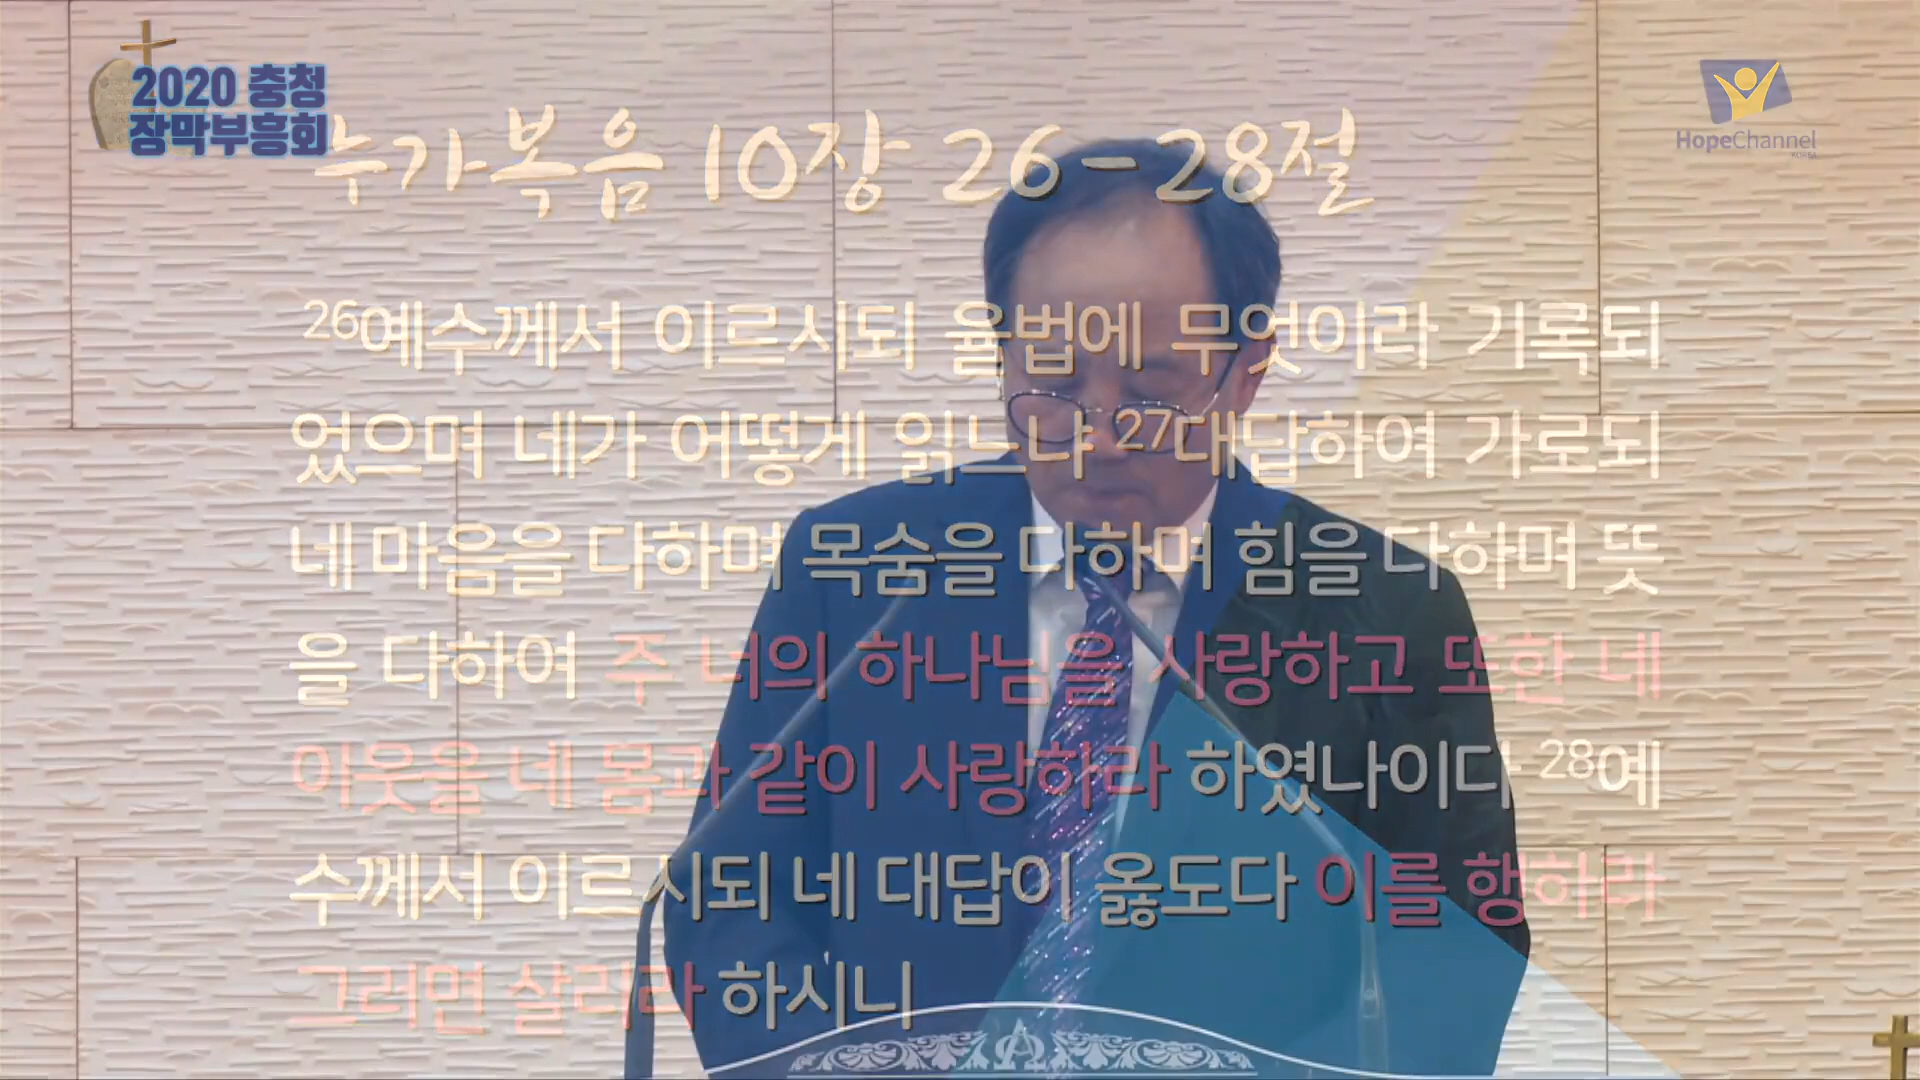 2020 충청
장막부흥회
HopeChannel
KOREA
누가복음 10장 26-28절
26예수께서 이르시되 율법에 무엇이라 기록되
었으며 네가 어떻게 읽느냐 27대답하여 가로되
네 마음을 다하며 목숨을 다하며 힘을 다하며 뜻
을 다하여 주 너의 하나님을 사랑하고 또한 네
이웃을 네 몸과 같이 사랑하라 하였나이다 28예
수께서 이르시되 네 대답이 옳도다 이를 행하라
그러면 살리라 하시니